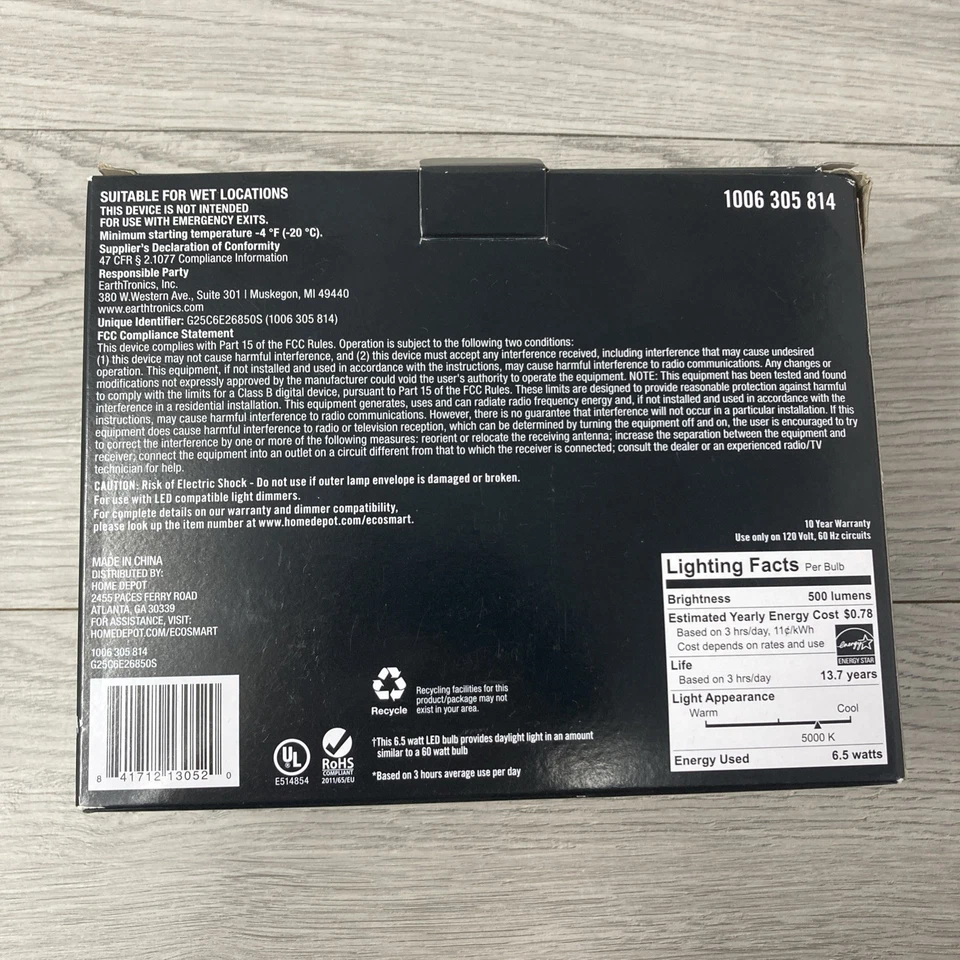 SUITABLE FOR WET LOCATIONS
THIS DEVICE IS NOT INTENDED
FOR USE WITH EMERGENCY EXITS.
Minimum starting temperature -4 °F (-20 °C).
Supplier's Declaration of Conformity
47 CFR § 2.1077 Compliance Information
Responsible Party
EarthTronics, Inc.
380 W.Western Ave., Suite 301 | Muskegon, MI 49440
www.earthtronics.com
Unique Identifier: G25C6E26850S (1006 305 814)
FCC Compliance Statement
This device complies with Part 15 of the FCC Rules. Operation is subject to the following two conditions:
(1) this device may not cause harmful interference, and (2) this device must accept any interference received, including interference that may cause undesired
operation. This equipment, if not installed and used in accordance with the instructions, may cause harmful interference to radio communications. Any changes or
modifications not expressly approved by the manufacturer could void the user's authority to operate the equipment. NOTE: This equipment has been tested and found
to comply with the limits for a Class B digital device, pursuant to Part 15 of the FCC Rules. These limits are designed to provide reasonable protection against harmful
interference in a residential installation. This equipment generates, uses and can radiate radio frequency energy and, if not installed and used in accordance with the
instructions, may cause harmful interference to radio communications. However, there is no guarantee that interference will not occur in a particular installation. If this
equipment does cause harmful interference to radio or television reception, which can be determined by turning the equipment off and on, the user is encouraged to try
to correct the interference by one or more of the following measures: reorient or relocate the receiving antenna; increase the separation between the equipment and
receiver; connect the equipment into an outlet on a circuit different from that to which the receiver is connected; consult the dealer or an experienced radio/TV
technician for help.
CAUTION: Risk of Electric Shock - Do not use if outer lamp envelope is damaged or broken.
For use with LED compatible light dimmers.
For complete details on our warranty and dimmer compatibility,
please look up the item number at www.homedepot.com/ecosmart.
1006 305 814
MADE IN CHINA
DISTRIBUTED BY:
HOME DEPOT
2455 PACES FERRY ROAD
ATLANTA, GA 30339
FOR ASSISTANCE, VISIT:
HOMEDEPOT.COM/ECOSMART
1006 305 814
G25C6E26850S
8 41712 13052 0
UL
E514854
RoHS
COMPLIANT
2011/65/EU
Recycle
Recycling facilities for this
product/package may not
exist in your area.
†This 6.5 watt LED bulb provides daylight light in an amount
similar to a 60 watt bulb
*Based on 3 hours average use per day
10 Year Warranty
Use only on 120 Volt, 60 Hz circuits
Lighting Facts Per Bulb
Brightness 500 lumens
Estimated Yearly Energy Cost $0.78
Based on 3 hrs/day, 11¢/kWh
Cost depends on rates and use
energy
ENERGY STAR
Life
Based on 3 hrs/day 13.7 years
Light Appearance
Warm Cool
5000 K
Energy Used 6.5 watts